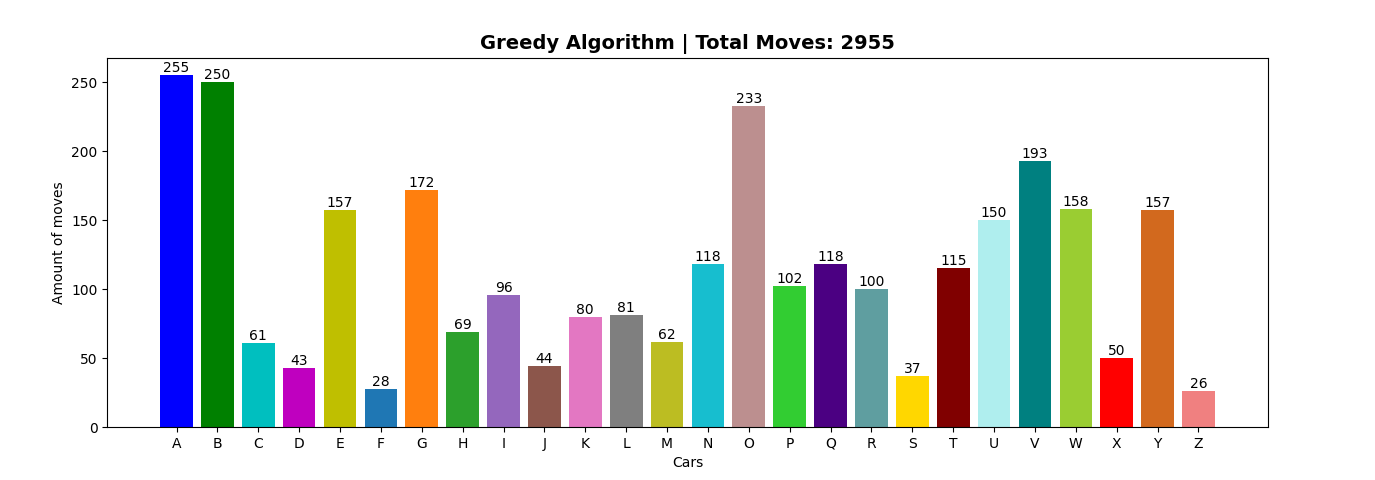 Greedy Algorithm | Total Moves: 2955
Amount of moves
250
200
150
100
50
0
255 250 61 43 157 28 172 69 96 44 80 81 62 118 233 102 118 100 37 115 150 193 158 50 157 26
A B C D E F G H I J K L M N O P Q R S T U V W X Y Z
Cars